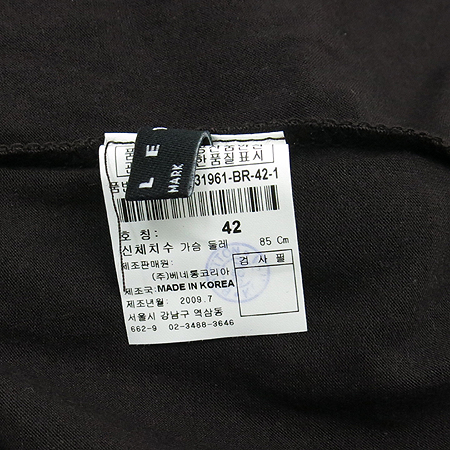 L E
MARK
한품질표시
31961-BR-42-1
호 칭: 42
신체치수 가슴 둘레 85 Cm
제조판매원:
(주)베네통코리아
검 사 필
제조국: MADE IN KOREA
제조년월: 2009.7
서울시 강남구 역삼동
662-9 02-3488-3646